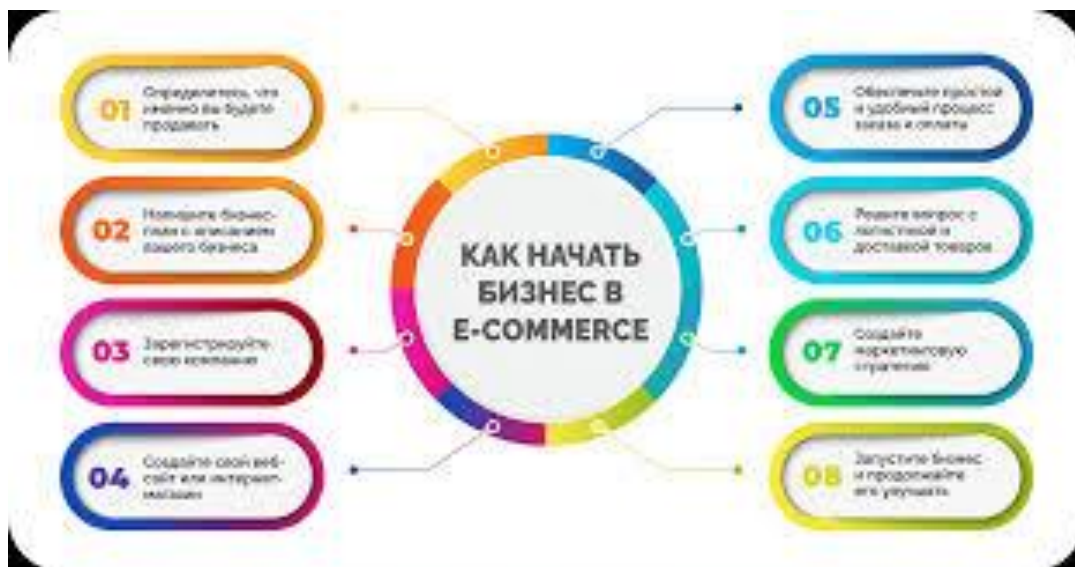 01
Определитесь, что
именно вы будете
продавать
02
Напишите бизнес-
план с описанием
вашего бизнеса
03
Зарегистрируйте
свою компанию
04
Создайте свой веб-
сайт или интернет-
магазин
КАК НАЧАТЬ
БИЗНЕС В
E-COMMERCE
05
Обеспечьте простой
и удобный процесс
заказа и оплаты
06
Решите вопрос с
логистикой и
доставкой товаров
07
Создайте
маркетинговую
стратегию
08
Запустите бизнес
и продолжайте
его улучшать